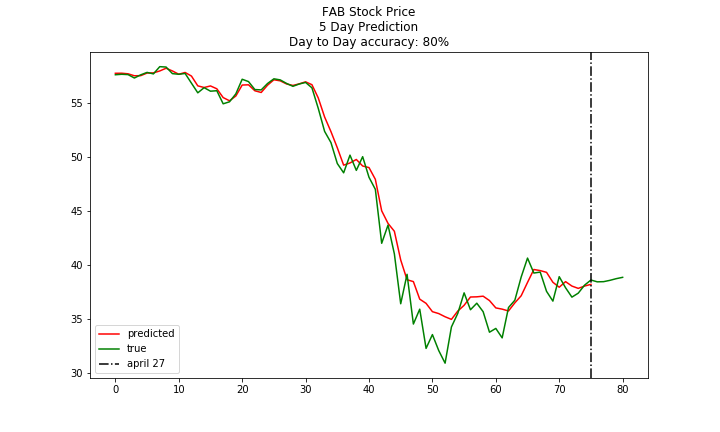 FAB Stock Price
5 Day Prediction
Day to Day accuracy: 80%
55
50
45
40
35
30
predicted
true
april 27
0 10 20 30 40 50 60 70 80